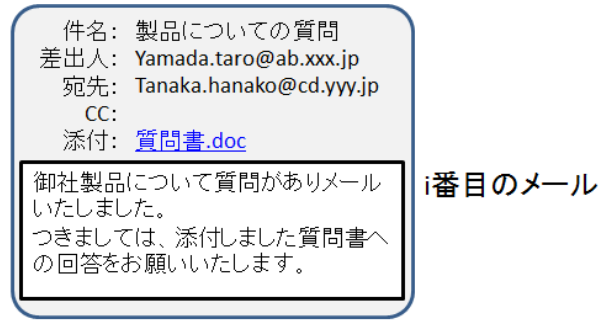 件名: 製品についての質問
差出人: Yamada.taro@ab.xxx.jp
宛先: Tanaka.hanako@cd.yyy.jp
CC:
添付: 質問書.doc
御社製品について質問がありメール
いたしました。
つきましては、添付しました質問書へ
の回答をお願いいたします。
i番目のメール